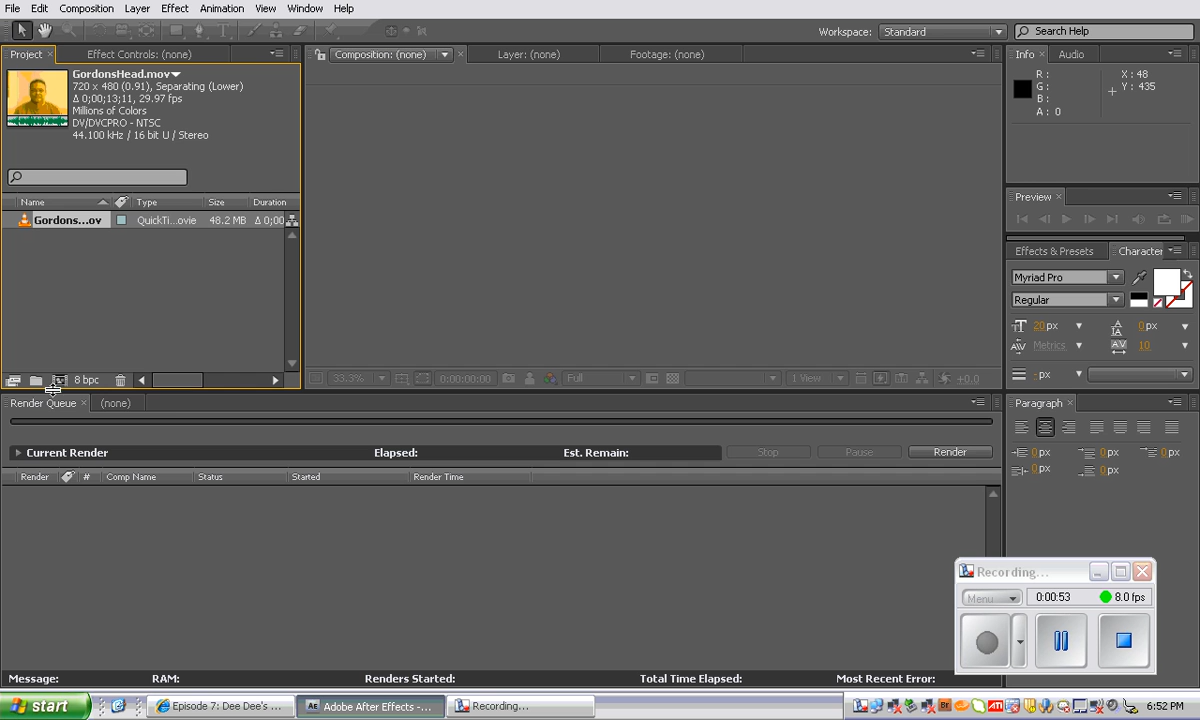 File Edit Composition Layer Effect Animation View Window Help
Workspace: Standard Search Help
Project × Effect Controls: (none) Composition: (none) × Layer: (none) Footage: (none) Info × Audio
GordonsHead.mov
720 x 480 (0.91), Separating (Lower)
Δ 0;00;13;11, 29.97 fps
Millions of Colors
DV/DVCPRO - NTSC
44.100 kHz / 16 bit U / Stereo
R :
G :
B :
A : 0
X : 48
Y : 435
Name Type Size Duration
Gordons...ov QuickTi...ovie 48.2 MB Δ 0;00
Preview ×
Effects & Presets Character
Myriad Pro
Regular
20 px 0 px
Metrics 10
- px
8 bpc 33.3% 0:00:00:00 Full 1 View +0.0
Render Queue × (none) Paragraph ×
Current Render Elapsed: Est. Remain: Stop Pause Render
0 px 0 px 0 px
0 px 0 px
Render # Comp Name Status Started Render Time
Recording...
Menu 0:00:53 8.0 fps
Message: RAM: Renders Started: Total Time Elapsed: Most Recent Error:
start Episode 7: Dee Dee's ... Ae Adobe After Effects -... Recording... Br ATI 6:52 PM